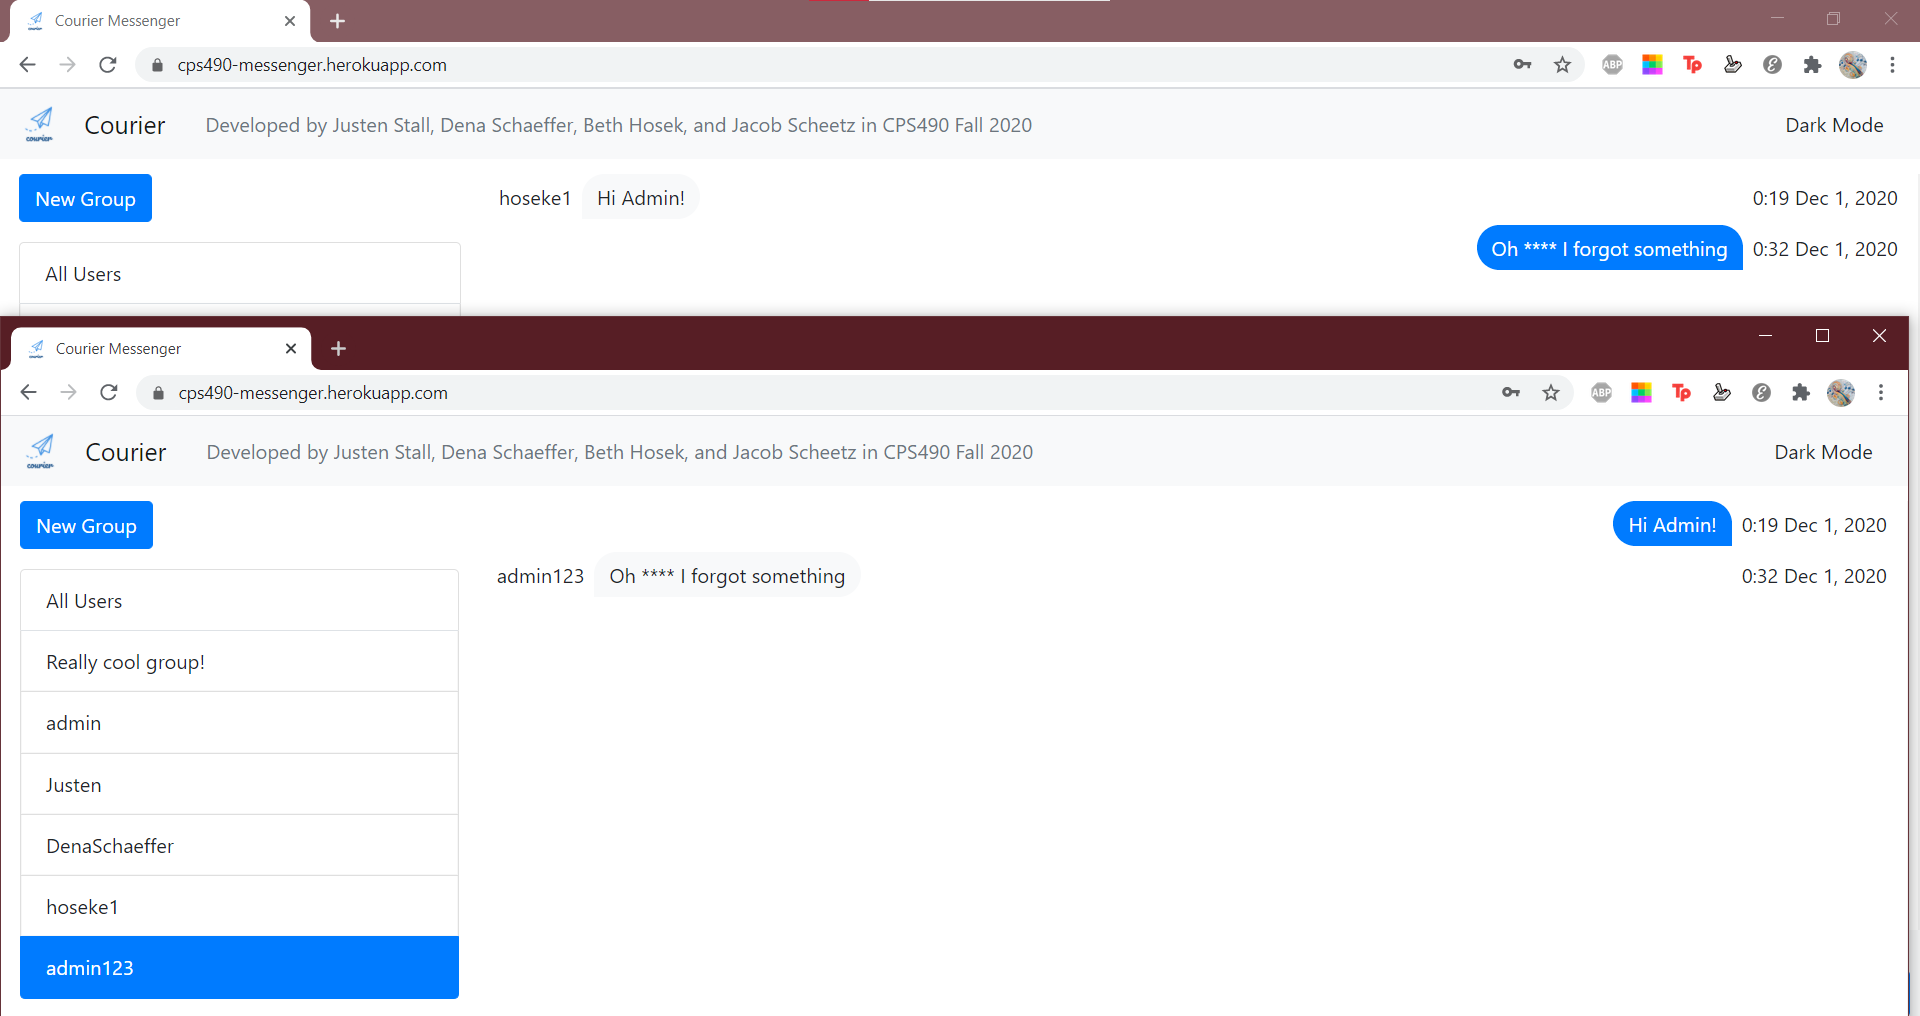 Courier Messenger
cps490-messenger.herokuapp.com
ABP
Tp
courier
Courier Developed by Justen Stall, Dena Schaeffer, Beth Hosek, and Jacob Scheetz in CPS490 Fall 2020 Dark Mode
New Group
hoseke1 Hi Admin! 0:19 Dec 1, 2020
Oh **** I forgot something 0:32 Dec 1, 2020
All Users
Courier Messenger
cps490-messenger.herokuapp.com
ABP
Tp
courier
Courier Developed by Justen Stall, Dena Schaeffer, Beth Hosek, and Jacob Scheetz in CPS490 Fall 2020 Dark Mode
New Group
Hi Admin! 0:19 Dec 1, 2020
admin123 Oh **** I forgot something 0:32 Dec 1, 2020
All Users
Really cool group!
admin
Justen
DenaSchaeffer
hoseke1
admin123